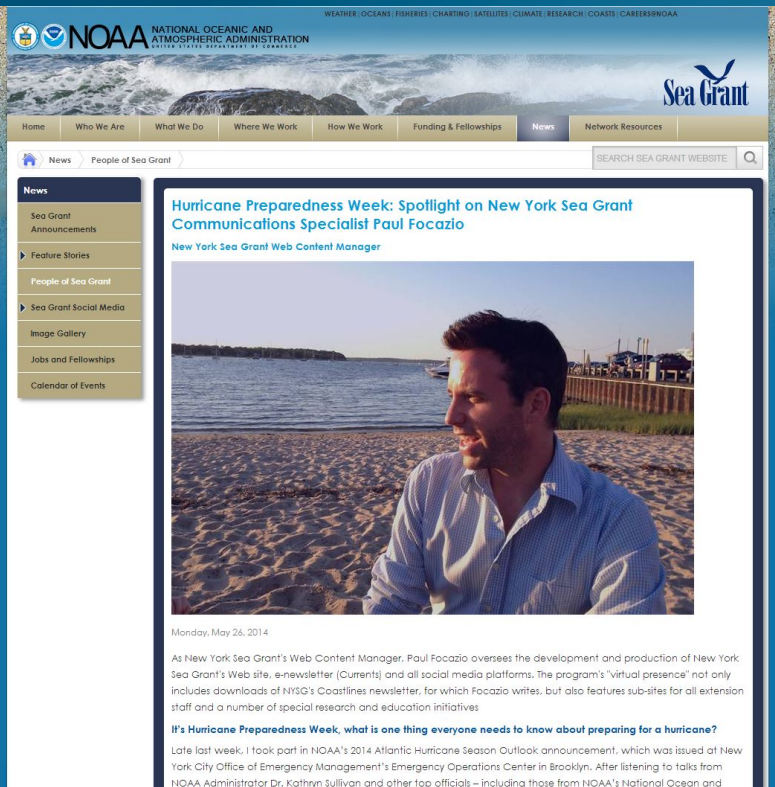 WEATHER | OCEANS | FISHERIES | CHARTING | SATELLITES | CLIMATE | RESEARCH | COASTS | CAREERS@NOAA
NOAA NATIONAL OCEANIC AND
ATMOSPHERIC ADMINISTRATION
UNITED STATES DEPARTMENT OF COMMERCE
Sea Grant
Home Who We Are What We Do Where We Work How We Work Funding & Fellowships News Network Resources
News People of Sea Grant
SEARCH SEA GRANT WEBSITE
News
Sea Grant
Announcements
Feature Stories
People of Sea Grant
Sea Grant Social Media
Image Gallery
Jobs and Fellowships
Calendar of Events
Hurricane Preparedness Week: Spotlight on New York Sea Grant
Communications Specialist Paul Focazio
New York Sea Grant Web Content Manager
Monday, May 26, 2014
As New York Sea Grant's Web Content Manager, Paul Focazio oversees the development and production of New York
Sea Grant's Web site, e-newsletter (Currents) and all social media platforms. The program's "virtual presence" not only
includes downloads of NYSG's Coastlines newsletter, for which Focazio writes, but also features sub-sites for all extension
staff and a number of special research and education initiatives
It's Hurricane Preparedness Week, what is one thing everyone needs to know about preparing for a hurricane?
Late last week, I took part in NOAA's 2014 Atlantic Hurricane Season Outlook announcement, which was issued at New
York City Office of Emergency Management's Emergency Operations Center in Brooklyn. After listening to talks from
NOAA Administrator Dr. Kathryn Sullivan and other top officials – including those from NOAA's National Ocean and